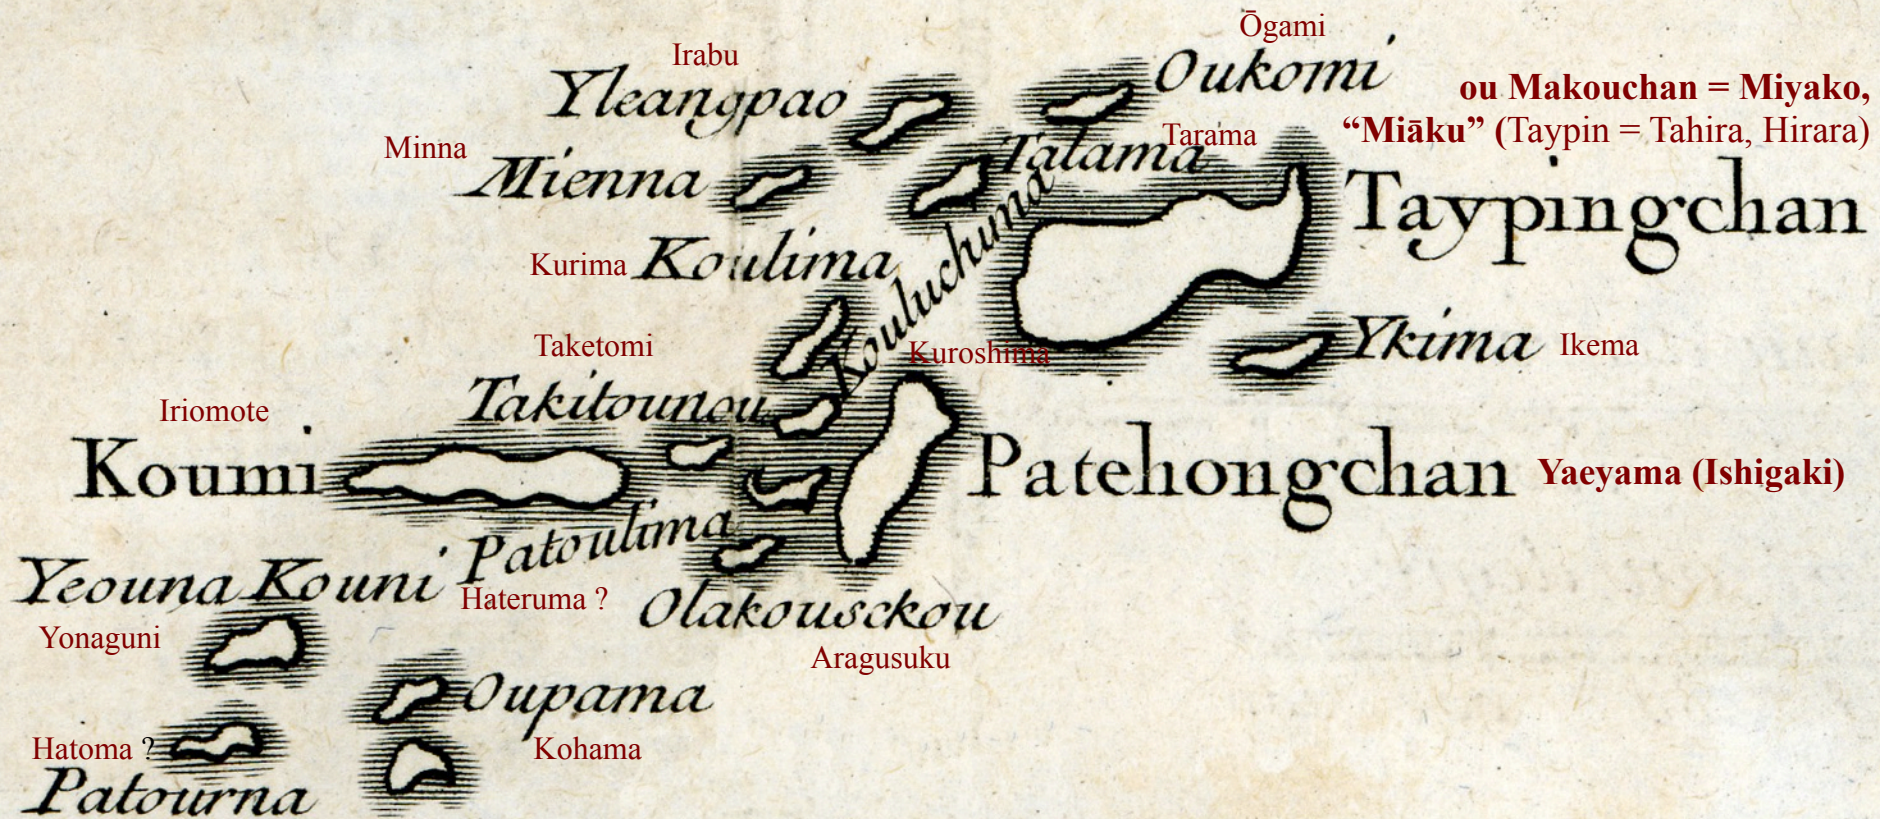 Ōgami
Irabu
Oukomi
Yleangpao
ou Makouchan = Miyako,
Minna
Tarama
“Miāku” (Taypin = Tahira, Hirara)
Mienna
Talama
Taypingchan
Kurima
Koulima
Kouluchuma
Taketomi
Kuroshima
Ykima
Ikema
Takitounou
Iriomote
Koumi
Patchongchan
Yaeyama (Ishigaki)
Patoulima
Yeouna Kouni
Hateruma ?
Olakousckou
Yonaguni
Aragusuku
Oupama
Hatoma ?
Kohama
Patourna